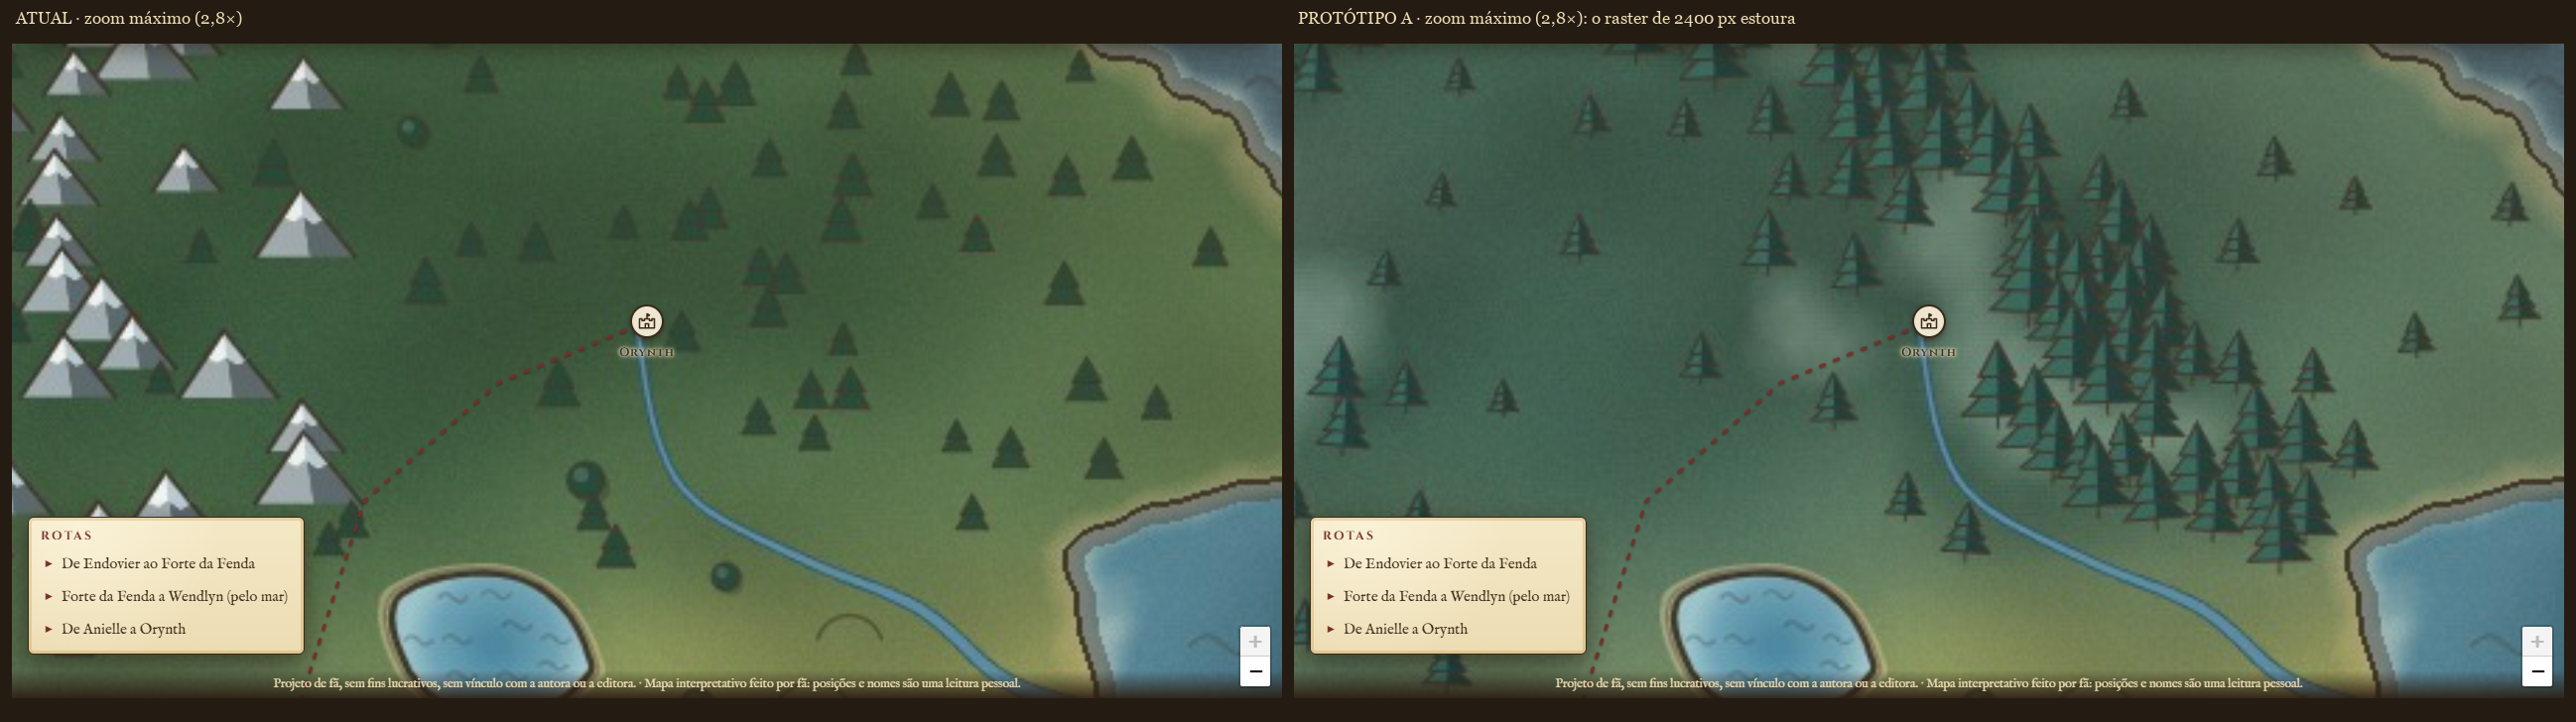 ATUAL · zoom máximo (2,8×)
ORYNTH
ROTAS
► De Endovier ao Forte da Fenda
► Forte da Fenda a Wendlyn (pelo mar)
► De Anielle a Orynth
+
−
Projeto de fã, sem fins lucrativos, sem vínculo com a autora ou a editora. · Mapa interpretativo feito por fã: posições e nomes são uma leitura pessoal.
PROTÓTIPO A · zoom máximo (2,8×): o raster de 2400 px estoura
ORYNTH
ROTAS
► De Endovier ao Forte da Fenda
► Forte da Fenda a Wendlyn (pelo mar)
► De Anielle a Orynth
+
−
Projeto de fã, sem fins lucrativos, sem vínculo com a autora ou a editora. · Mapa interpretativo feito por fã: posições e nomes são uma leitura pessoal.